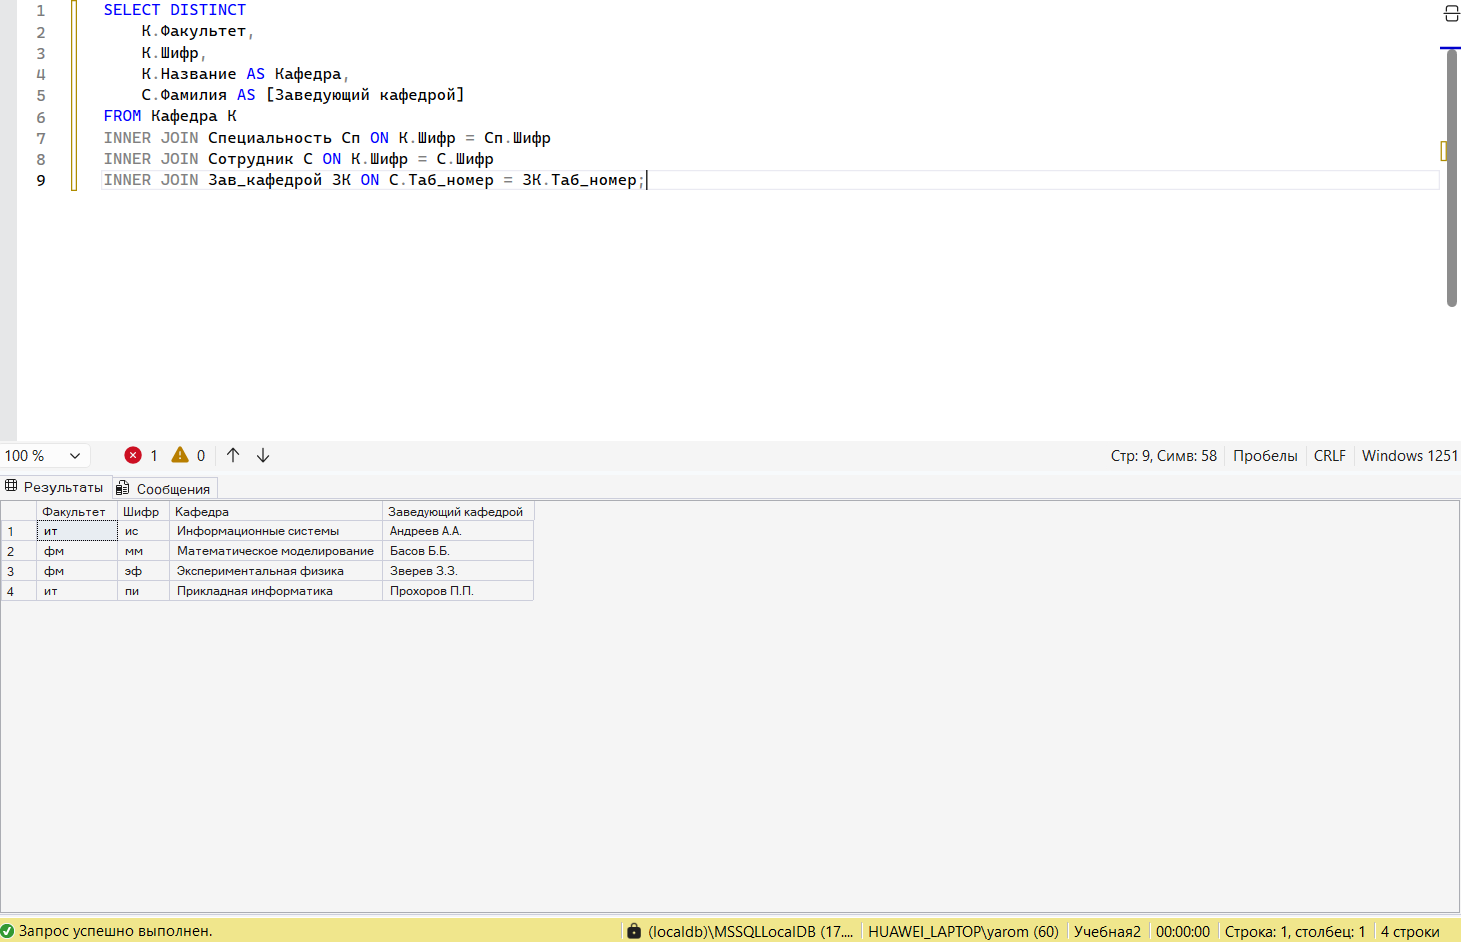 1 SELECT DISTINCT
2 К.Факультет,
3 К.Шифр,
4 К.Название AS Кафедра,
5 С.Фамилия AS [Заведующий кафедрой]
6 FROM Кафедра К
7 INNER JOIN Специальность Сп ON К.Шифр = Сп.Шифр
8 INNER JOIN Сотрудник С ON К.Шифр = С.Шифр
9 INNER JOIN Зав_кафедрой ЗК ON С.Таб_номер = ЗК.Таб_номер;
100 % 1 0 Стр: 9, Симв: 58 Пробелы CRLF Windows 1251
Результаты Сообщения
Факультет Шифр Кафедра Заведующий кафедрой
1 ит ис Информационные системы Андреев А.А.
2 фм мм Математическое моделирование Басов Б.Б.
3 фм эф Экспериментальная физика Зверев З.З.
4 ит пи Прикладная информатика Прохоров П.П.
Запрос успешно выполнен. (localdb)\MSSQLLocalDB (17.... HUAWEI_LAPTOP\yarom (60) Учебная2 00:00:00 Строка: 1, столбец: 1 4 строки